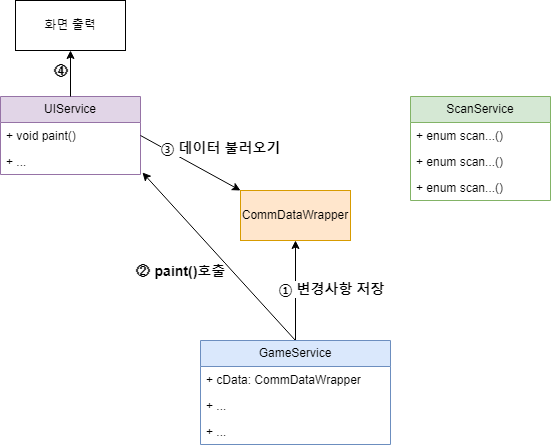 화면 출력
④
UIService
+ void paint()
+ ...
ScanService
+ enum scan...()
+ enum scan...()
+ enum scan...()
③ 데이터 불러오기
CommDataWrapper
② paint()호출
① 변경사항 저장
GameService
+ cData: CommDataWrapper
+ ...
+ ...